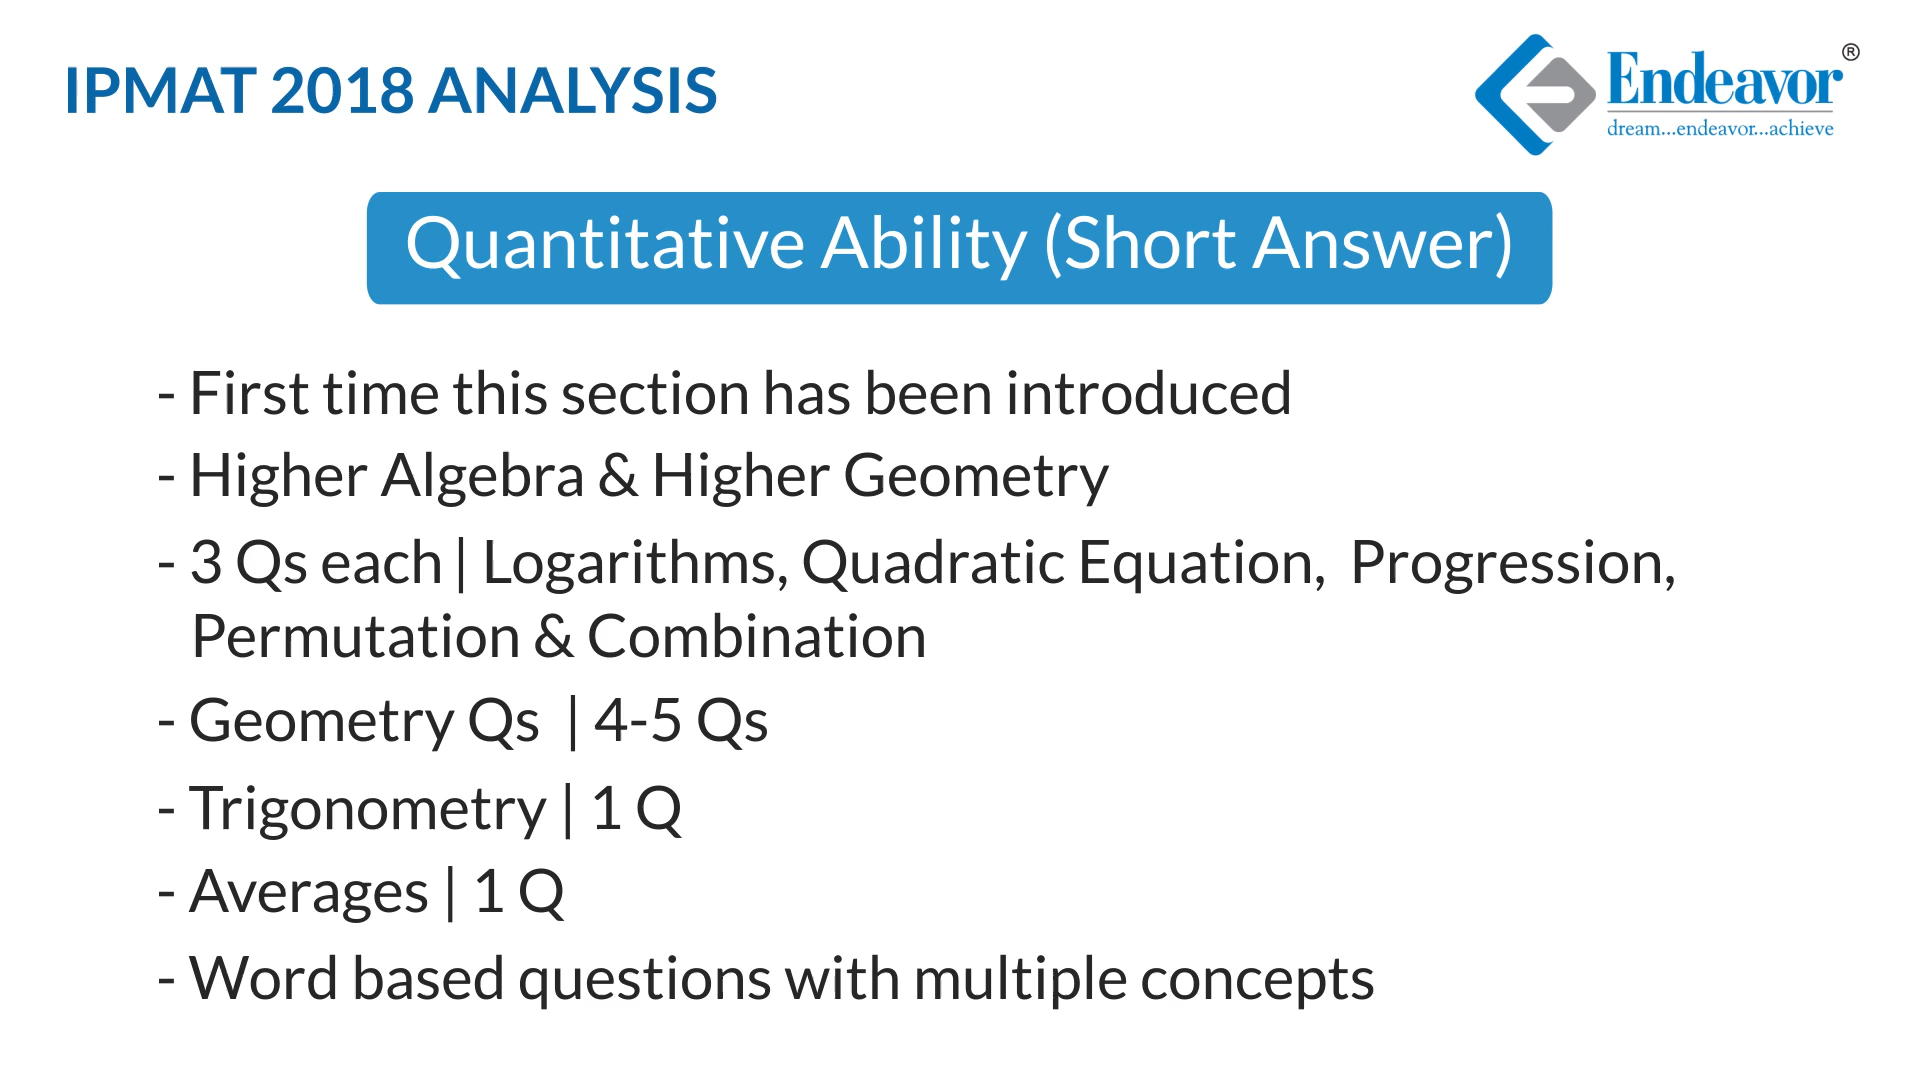 IPMAT 2018 ANALYSIS
Endeavor®
dream...endeavor...achieve
Quantitative Ability (Short Answer)
- First time this section has been introduced
- Higher Algebra & Higher Geometry
- 3 Qs each | Logarithms, Quadratic Equation,  Progression,
Permutation & Combination
- Geometry Qs  | 4-5 Qs
- Trigonometry | 1 Q
- Averages | 1 Q
- Word based questions with multiple concepts